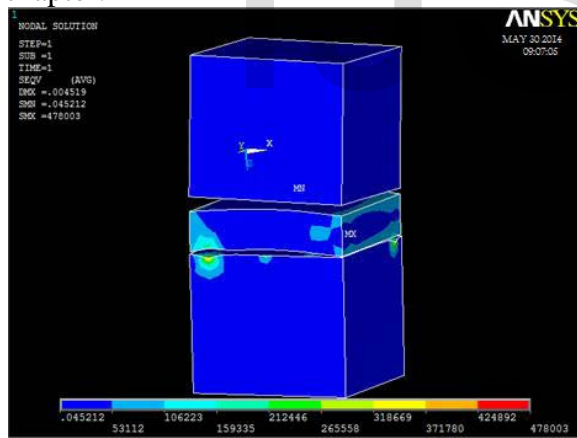 chapter.
1
NODAL SOLUTION
STEP=1
SUB =1
TIME=1
SEQV (AVG)
DMX =.004519
SMN =.045212
SMX =478003
ANSYS
MAY 30 2014
09:07:05
Y X
MN
MX
.045212 106223 212446 318669 424892
53112 159335 265558 371780 478003